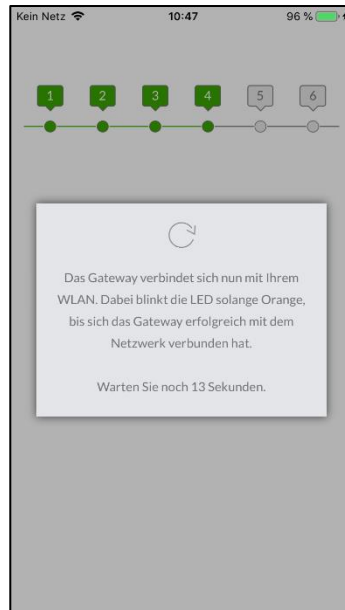 Kein Netz 10:47 96 %
1 2 3 4 5 6
Das Gateway verbindet sich nun mit Ihrem
WLAN. Dabei blinkt die LED solange Orange,
bis sich das Gateway erfolgreich mit dem
Netzwerk verbunden hat.
Warten Sie noch 13 Sekunden.